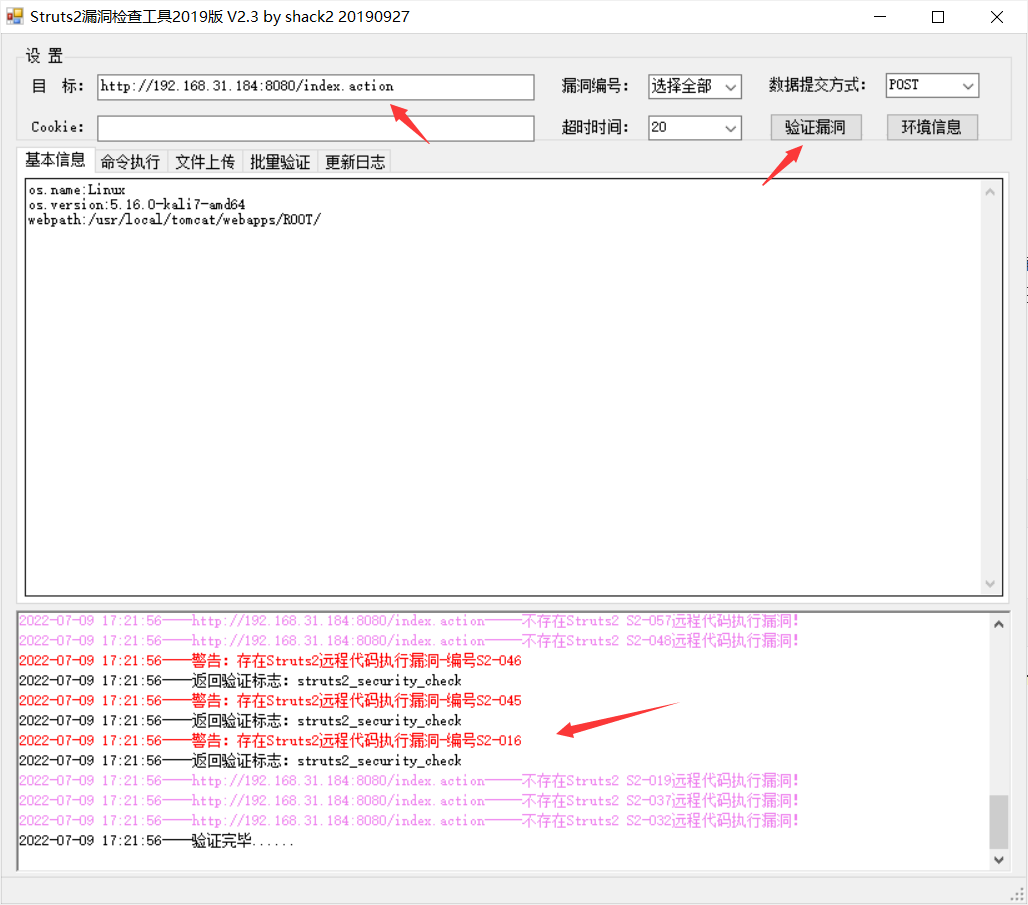 Struts2漏洞检查工具2019版 V2.3 by shack2 20190927
设 置
目 标: http://192.168.31.184:8080/index.action 漏洞编号: 选择全部 数据提交方式: POST
Cookie: 超时时间: 20 验证漏洞 环境信息
基本信息 命令执行 文件上传 批量验证 更新日志
os.name:Linux
os.version:5.16.0-kali7-amd64
webpath:/usr/local/tomcat/webapps/ROOT/
2022-07-09 17:21:56——http://192.168.31.184:8080/index.action——不存在Struts2 S2-057远程代码执行漏洞!
2022-07-09 17:21:56——http://192.168.31.184:8080/index.action——不存在Struts2 S2-048远程代码执行漏洞!
2022-07-09 17:21:56——警告: 存在Struts2远程代码执行漏洞-编号S2-046
2022-07-09 17:21:56——返回验证标志: struts2_security_check
2022-07-09 17:21:56——警告: 存在Struts2远程代码执行漏洞-编号S2-045
2022-07-09 17:21:56——返回验证标志: struts2_security_check
2022-07-09 17:21:56——警告: 存在Struts2远程代码执行漏洞-编号S2-016
2022-07-09 17:21:56——返回验证标志: struts2_security_check
2022-07-09 17:21:56——http://192.168.31.184:8080/index.action——不存在Struts2 S2-019远程代码执行漏洞!
2022-07-09 17:21:56——http://192.168.31.184:8080/index.action——不存在Struts2 S2-037远程代码执行漏洞!
2022-07-09 17:21:56——http://192.168.31.184:8080/index.action——不存在Struts2 S2-032远程代码执行漏洞!
2022-07-09 17:21:56——验证完毕......